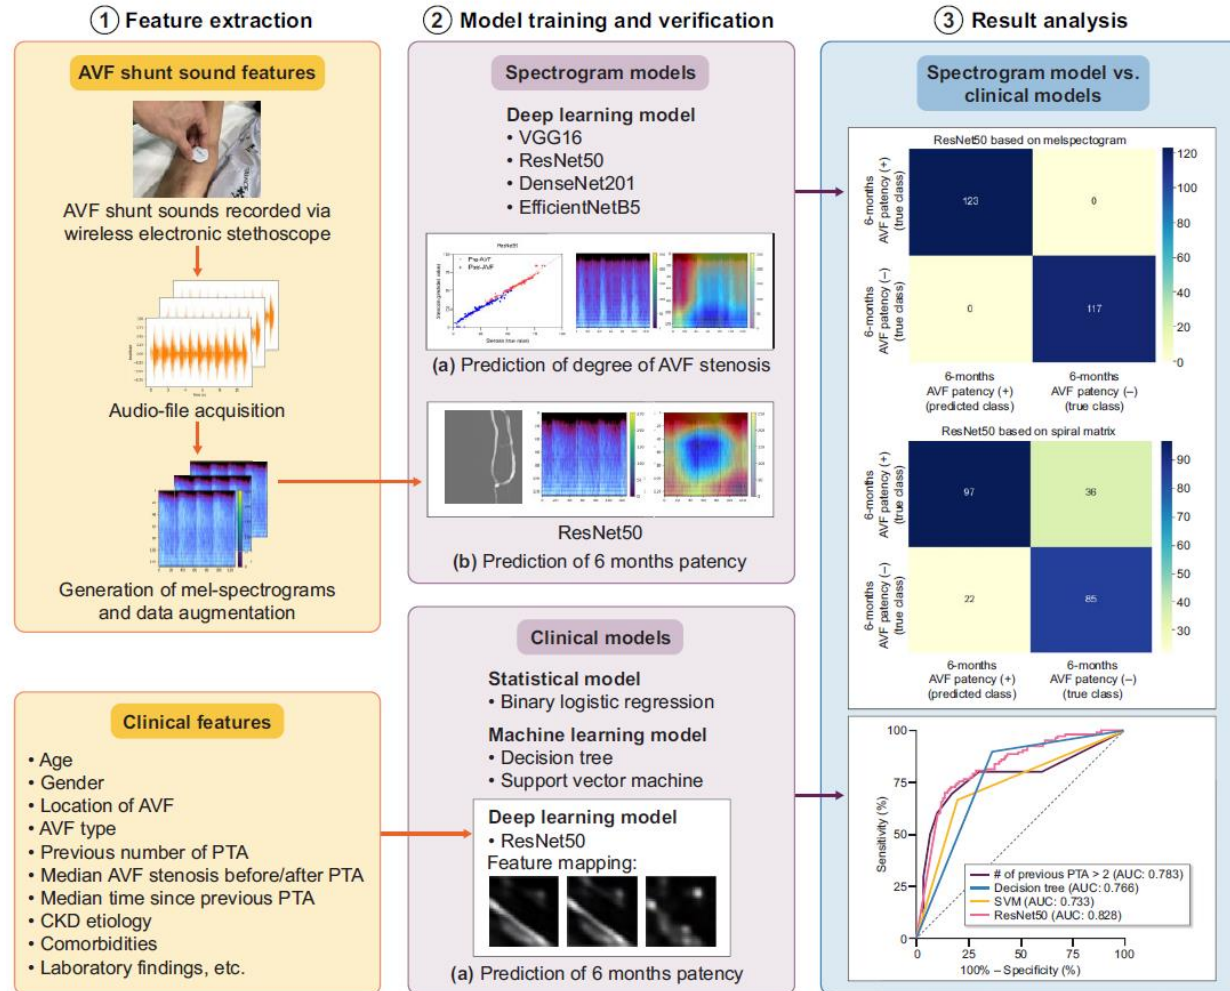 1 Feature extraction
AVF shunt sound features
AVF shunt sounds recorded via
wireless electronic stethoscope
Audio-file acquisition
Generation of mel-spectrograms
and data augmentation
Clinical features
• Age
• Gender
• Location of AVF
• AVF type
• Previous number of PTA
• Median AVF stenosis before/after PTA
• Median time since previous PTA
• CKD etiology
• Comorbidities
• Laboratory findings, etc.
2 Model training and verification
Spectrogram models
Deep learning model
• VGG16
• ResNet50
• DenseNet201
• EfficientNetB5
(a) Prediction of degree of AVF stenosis
ResNet50
(b) Prediction of 6 months patency
Clinical models
Statistical model
• Binary logistic regression
Machine learning model
• Decision tree
• Support vector machine
Deep learning model
• ResNet50
Feature mapping:
(a) Prediction of 6 months patency
3 Result analysis
Spectrogram model vs.
clinical models
ResNet50 based on melspectogram
6-months
AVF patency (+)
(true class)
123
0
6-months
AVF patency (−)
(true class)
0
117
120
100
80
60
40
20
0
6-months
AVF patency (+)
(predicted class)
6-months
AVF patency (−)
(true class)
ResNet50 based on spiral matrix
6-months
AVF patency (+)
(true class)
97
36
6-months
AVF patency (−)
(true class)
22
85
90
80
70
60
50
40
30
6-months
AVF patency (+)
(predicted class)
6-months
AVF patency (−)
(true class)
Sensitivity (%)
100
75
50
25
0
# of previous PTA > 2 (AUC: 0.783)
Decision tree (AUC: 0.766)
SVM (AUC: 0.733)
ResNet50 (AUC: 0.828)
0
25
50
75
100
100% – Specificity (%)